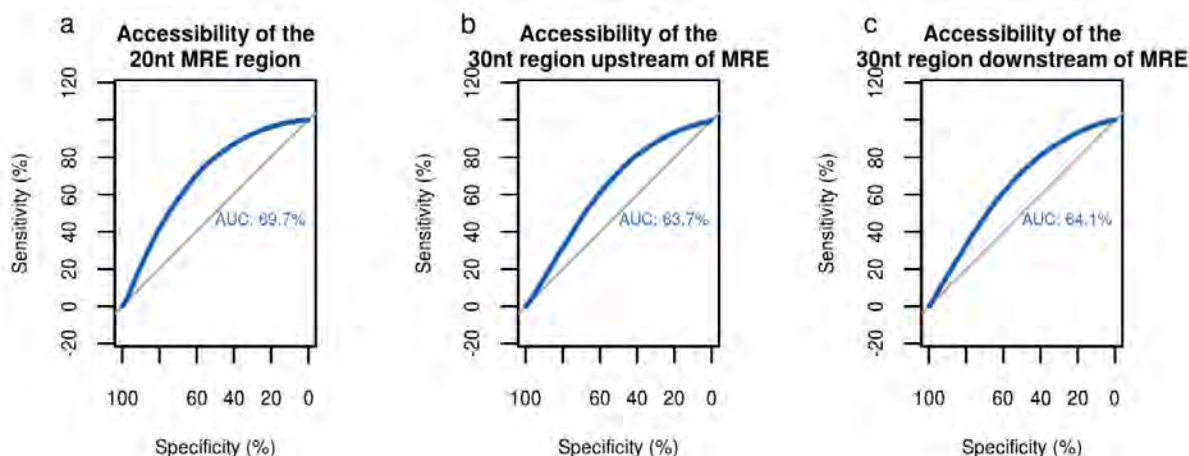 a
Accessibility of the
20nt MRE region
120
80
60
40
20
0
-20
Sensitivity (%)
AUC: 69.7%
100
60
40
20
0
Specificity (%)
b
Accessibility of the
30nt region upstream of MRE
120
80
60
40
20
0
-20
Sensitivity (%)
AUC: 63.7%
100
60
40
20
0
Specificity (%)
c
Accessibility of the
30nt region downstream of MRE
120
80
60
40
20
0
-20
Sensitivity (%)
AUC: 64.1%
100
60
40
20
0
Specificity (%)